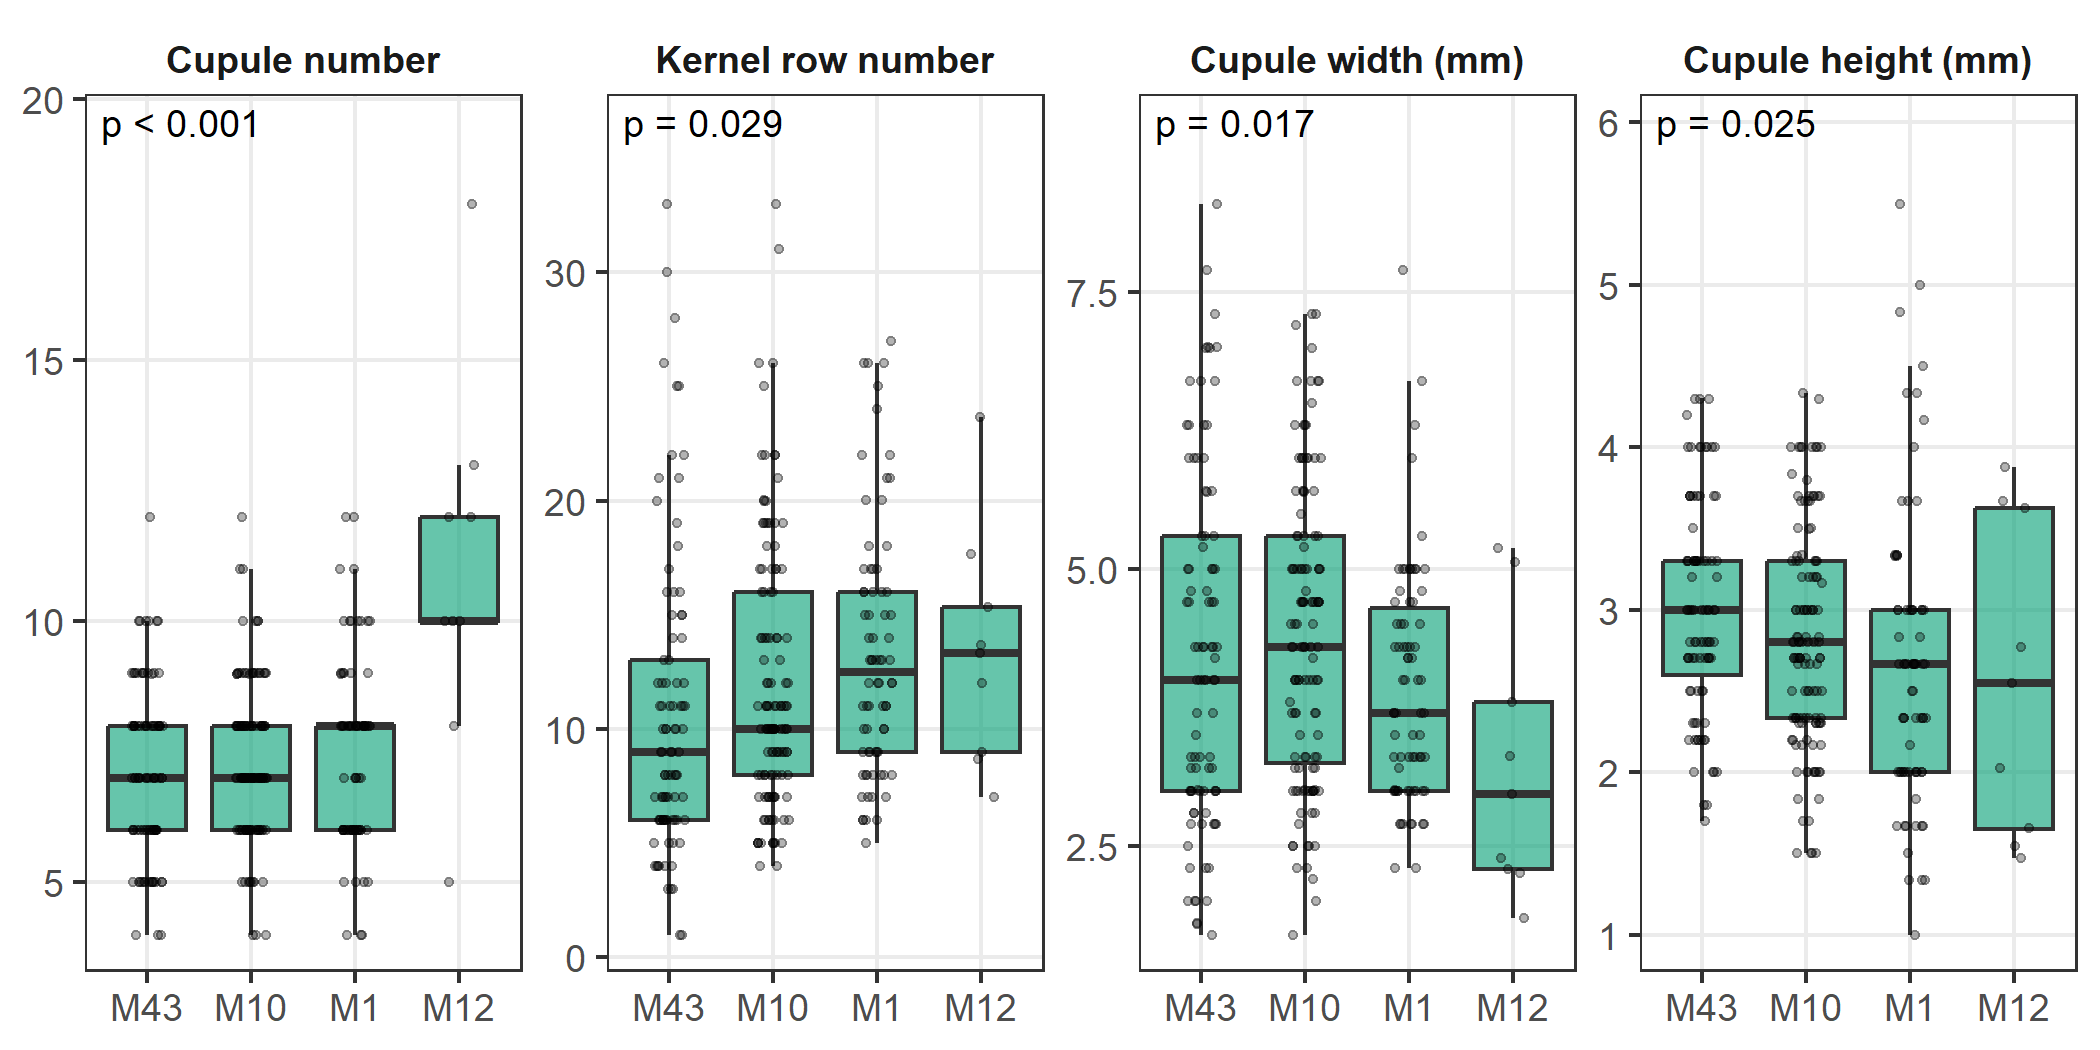 Cupule number
Kernel row number
Cupule width (mm)
Cupule height (mm)
p < 0.001
p = 0.029
p = 0.017
p = 0.025
20
15
10
5
30
20
10
0
7.5
5.0
2.5
6
5
4
3
2
1
M43 M10 M1 M12
M43 M10 M1 M12
M43 M10 M1 M12
M43 M10 M1 M12